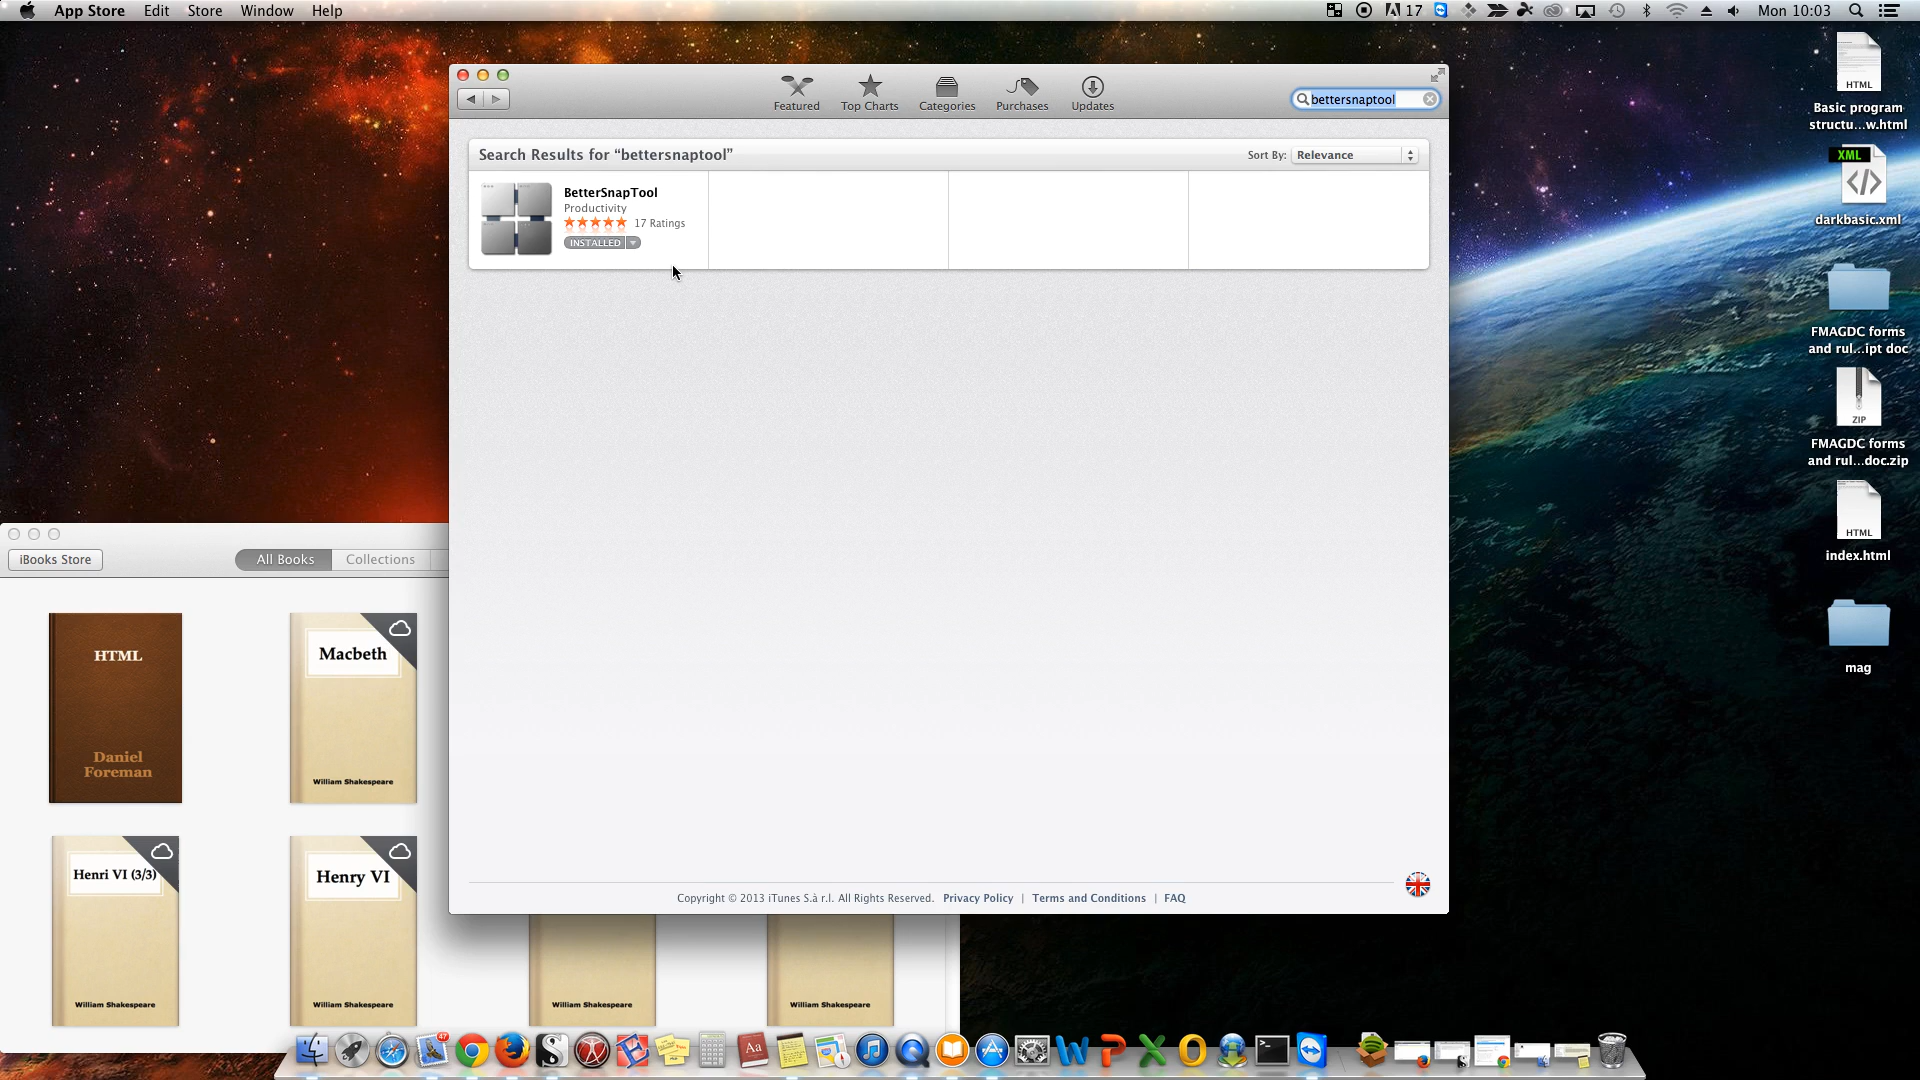 App Store Edit Store Window Help
17 Mon 10:03
Featured Top Charts Categories Purchases Updates
bettersnaptool
Search Results for “bettersnaptool”
Sort By: Relevance
BetterSnapTool
Productivity
17 Ratings
INSTALLED
Copyright © 2013 iTunes S.à r.l. All Rights Reserved. Privacy Policy | Terms and Conditions | FAQ
iBooks Store
All Books Collections
HTML
Daniel
Foreman
Macbeth
William Shakespeare
Henri VI (3/3)
William Shakespeare
Henry VI
William Shakespeare
William Shakespeare
William Shakespeare
HTML
Basic program
structu...w.html
XML
darkbasic.xml
FMAGDC forms
and rul...ipt doc
ZIP
FMAGDC forms
and rul...doc.zip
HTML
index.html
mag
47
Aa